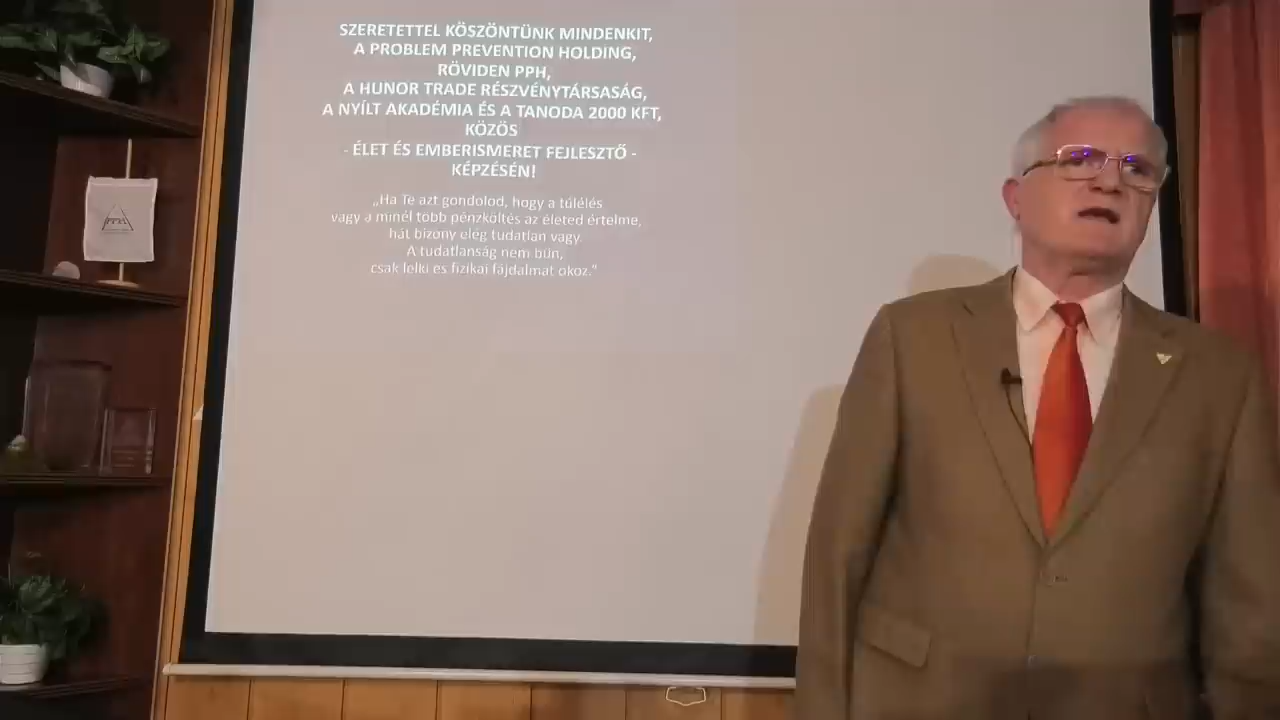 SZERETETTEL KÖSZÖNTÜNK MINDENKIT,
A PROBLEM PREVENTION HOLDING,
RÖVIDEN PPH,
A HUNOR TRADE RÉSZVÉNYTÁRSASÁG,
A NYÍLT AKADÉMIA ÉS A TANODA 2000 KFT,
KÖZÖS
- ÉLET ÉS EMBERISMERET FEJLESZTŐ -
KÉPZÉSÉN!
„Ha Te azt gondolod, hogy a túlélés
vagy a minél több pénzköltés az életed értelme,
hát bizony elég tudatlan vagy.
A tudatlanság nem bűn,
csak lelki és fizikai fájdalmat okoz."